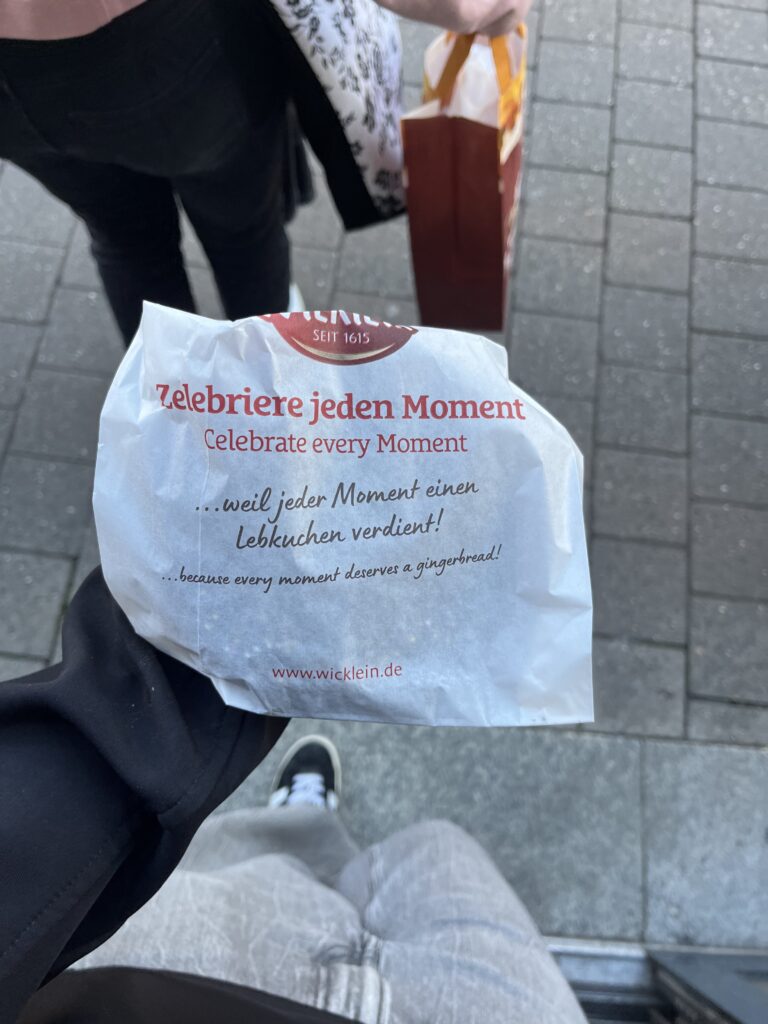 WICKLEIN
SEIT 1615
Zelebriere jeden Moment
Celebrate every Moment
...weil jeder Moment einen
Lebkuchen verdient!
...because every moment deserves a gingerbread!
www.wicklein.de